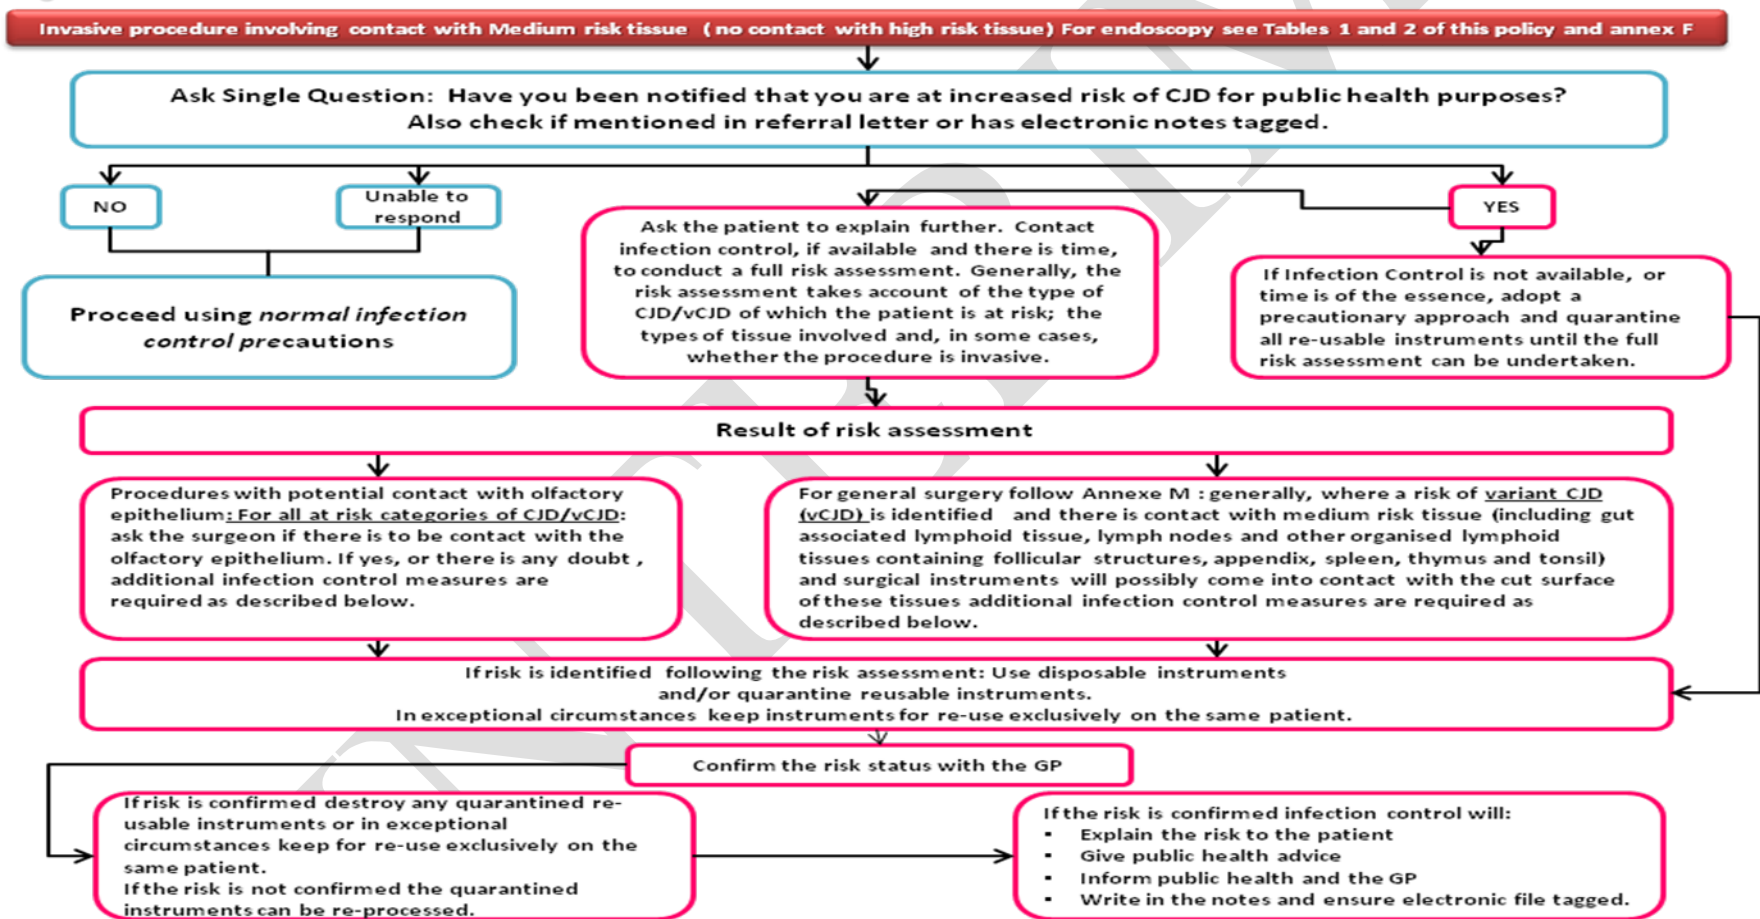 Invasive procedure involving contact with Medium risk tissue ( no contact with high risk tissue) For endoscopy see Tables 1 and 2 of this policy and annex F
Ask Single Question: Have you been notified that you are at increased risk of CJD for public health purposes?
Also check if mentioned in referral letter or has electronic notes tagged.
NO
Unable to
respond
YES
Proceed using normal infection
control precautions
Ask the patient to explain further. Contact
infection control, if available and there is time,
to conduct a full risk assessment. Generally, the
risk assessment takes account of the type of
CJD/vCJD of which the patient is at risk; the
types of tissue involved and, in some cases,
whether the procedure is invasive.
If Infection Control is not available, or
time is of the essence, adopt a
precautionary approach and quarantine
all re-usable instruments until the full
risk assessment can be undertaken.
Result of risk assessment
Procedures with potential contact with olfactory
epithelium: For all at risk categories of CJD/vCJD:
ask the surgeon if there is to be contact with the
olfactory epithelium. If yes, or there is any doubt ,
additional infection control measures are
required as described below.
For general surgery follow Annexe M : generally, where a risk of variant CJD
(vCJD) is identified and there is contact with medium risk tissue (including gut
associated lymphoid tissue, lymph nodes and other organised lymphoid
tissues containing follicular structures, appendix, spleen, thymus and tonsil)
and surgical instruments will possibly come into contact with the cut surface
of these tissues additional infection control measures are required as
described below.
If risk is identified following the risk assessment: Use disposable instruments
and/or quarantine reusable instruments.
In exceptional circumstances keep instruments for re-use exclusively on the same patient.
Confirm the risk status with the GP
If risk is confirmed destroy any quarantined re-
usable instruments or in exceptional
circumstances keep for re-use exclusively on the
same patient.
If the risk is not confirmed the quarantined
instruments can be re-processed.
If the risk is confirmed infection control will:
▪ Explain the risk to the patient
▪ Give public health advice
▪ Inform public health and the GP
▪ Write in the notes and ensure electronic file tagged.